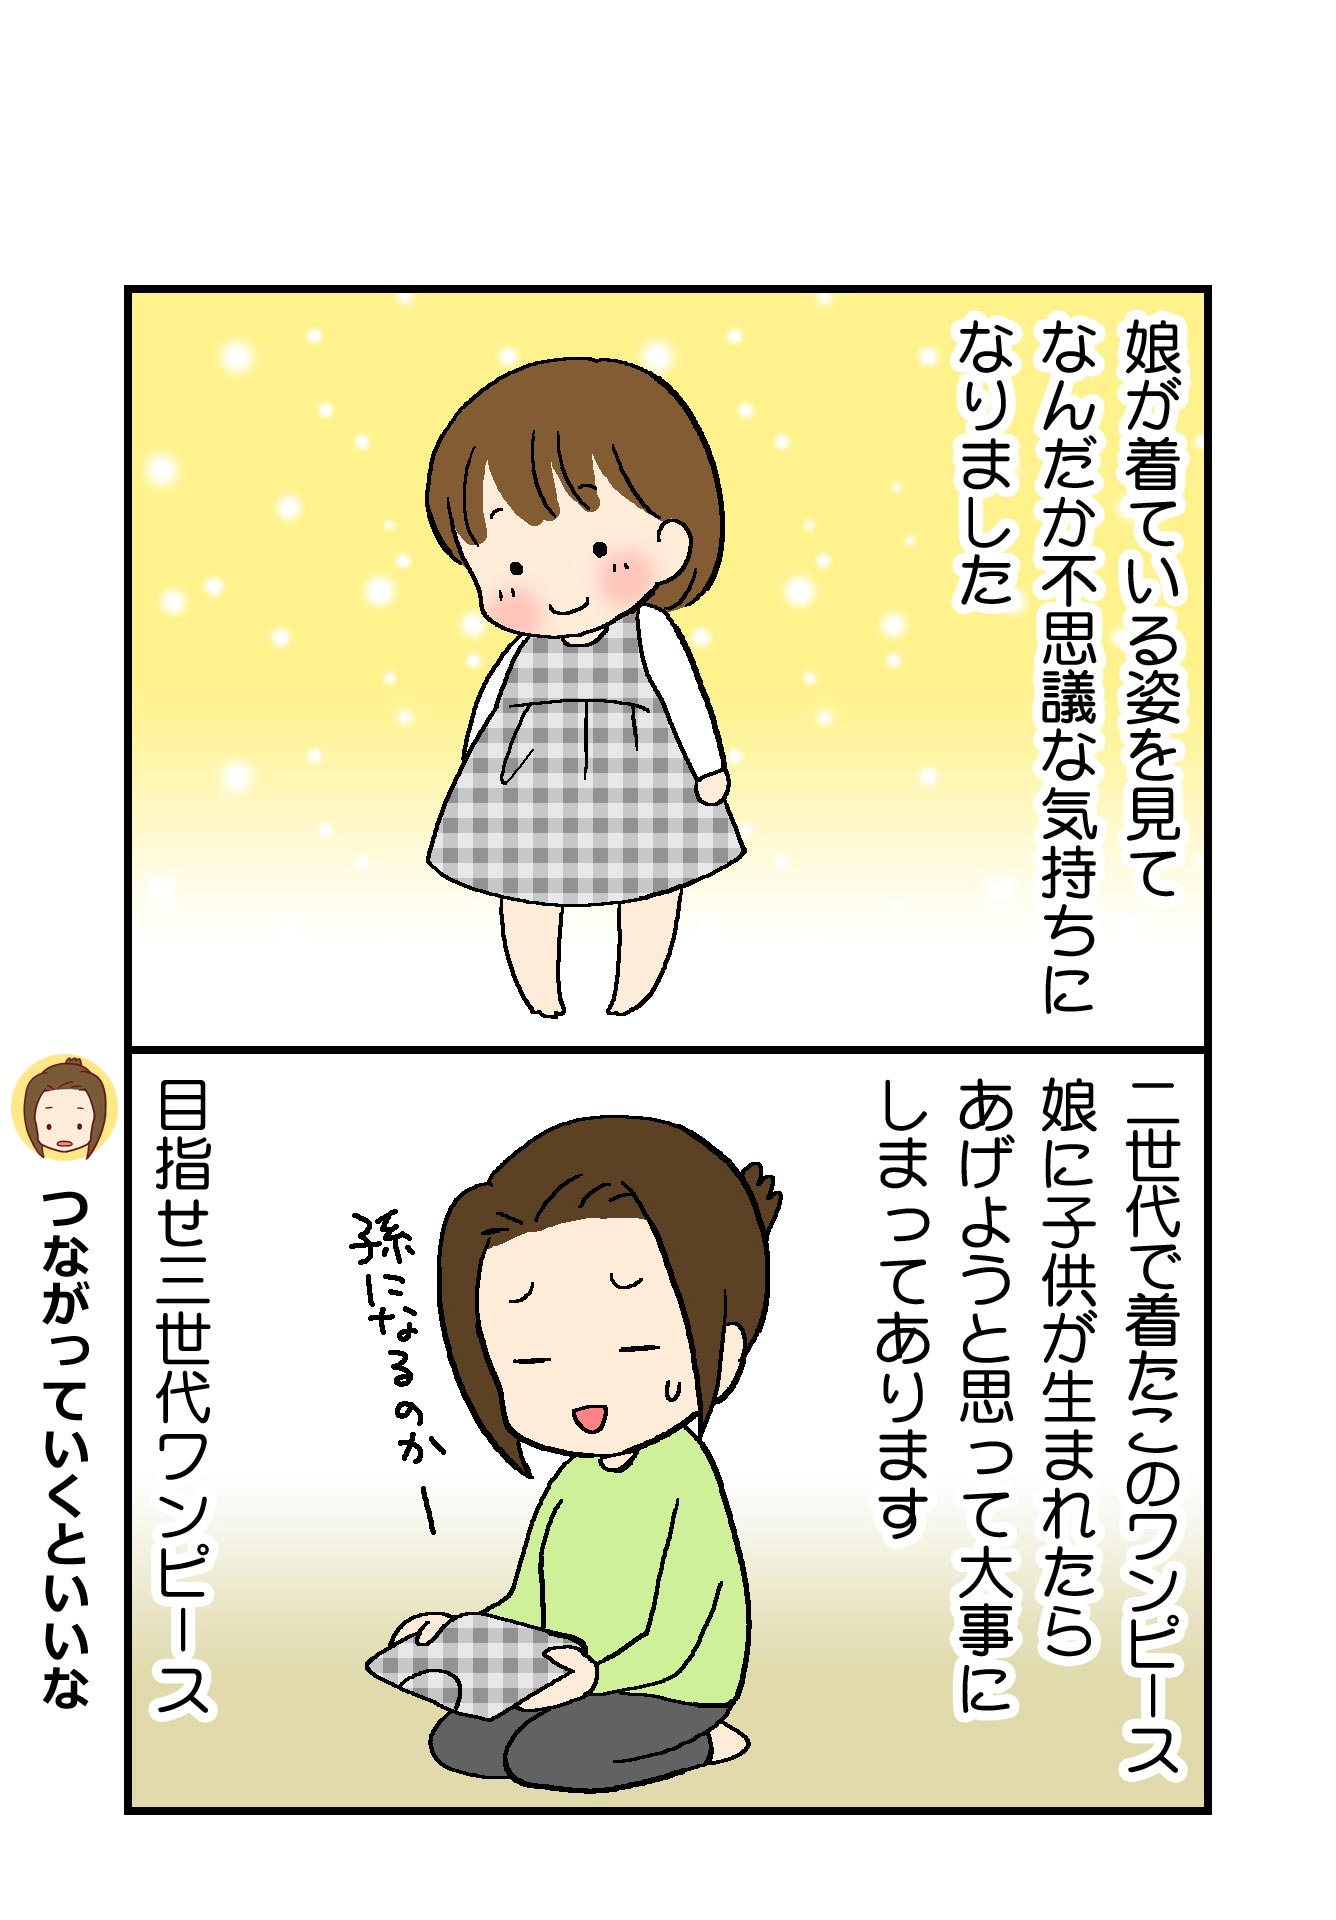 娘が着ている姿を見て
なんだか不思議な気持ちに
なりました
二世代で着たこのワンピース
娘に子供が生まれたら
あげようと思って大事に
しまってあります
孫になるのかー
目指せ三世代ワンピース
つながっていくといいな